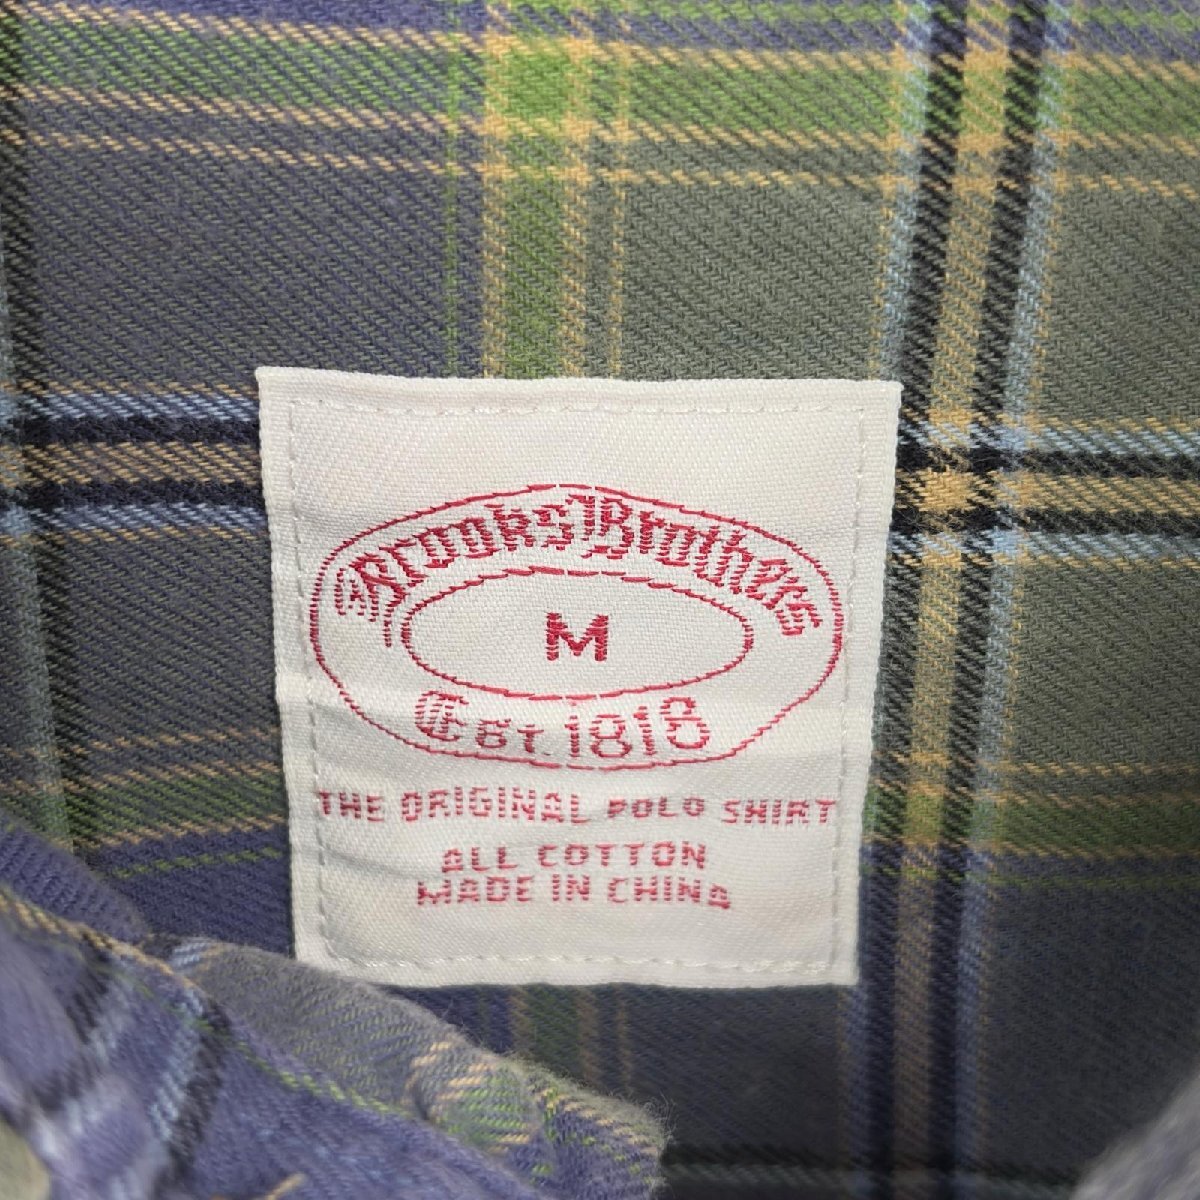 Brooks Brothers
M
Est. 1818
THE ORIGINAL POLO SHIRT
ALL COTTON
MADE IN CHINA